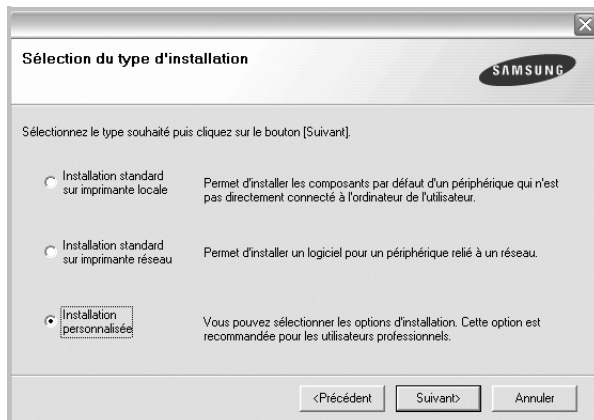 Sélection du type d'installation
SAMSUNG
Sélectionnez le type souhaité puis cliquez sur le bouton [Suivant].
Installation standard
sur imprimante locale
Permet d'installer les composants par défaut d'un périphérique qui n'est
pas directement connecté à l'ordinateur de l'utilisateur.
Installation standard
sur imprimante réseau
Permet d'installer un logiciel pour un périphérique relié à un réseau.
Installation
personnalisée
Vous pouvez sélectionner les options d'installation. Cette option est
recommandée pour les utilisateurs professionnels.
<Précédent
Suivant>
Annuler